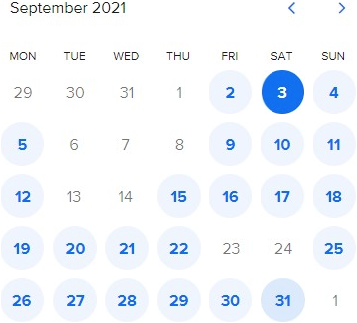 September 2021
MON TUE WED THU FRI SAT SUN
29 30 31 1 2 3 4
5 6 7 8 9 10 11
12 13 14 15 16 17 18
19 20 21 22 23 24 25
26 27 28 29 30 31 1